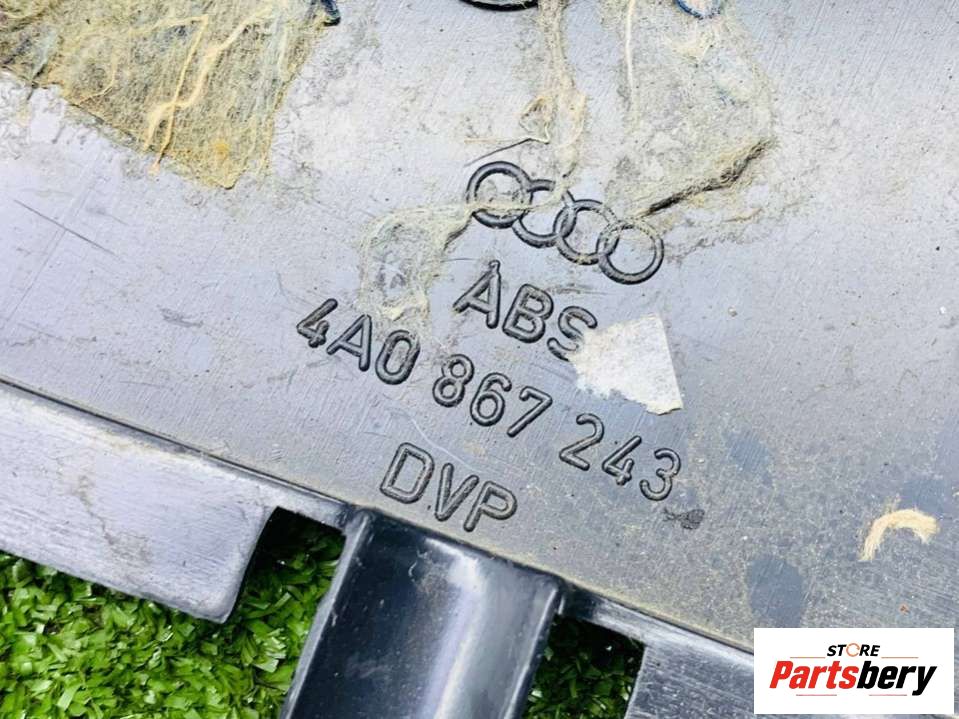 ABS
4A0 867 243
DVP
STORE
Partsbery